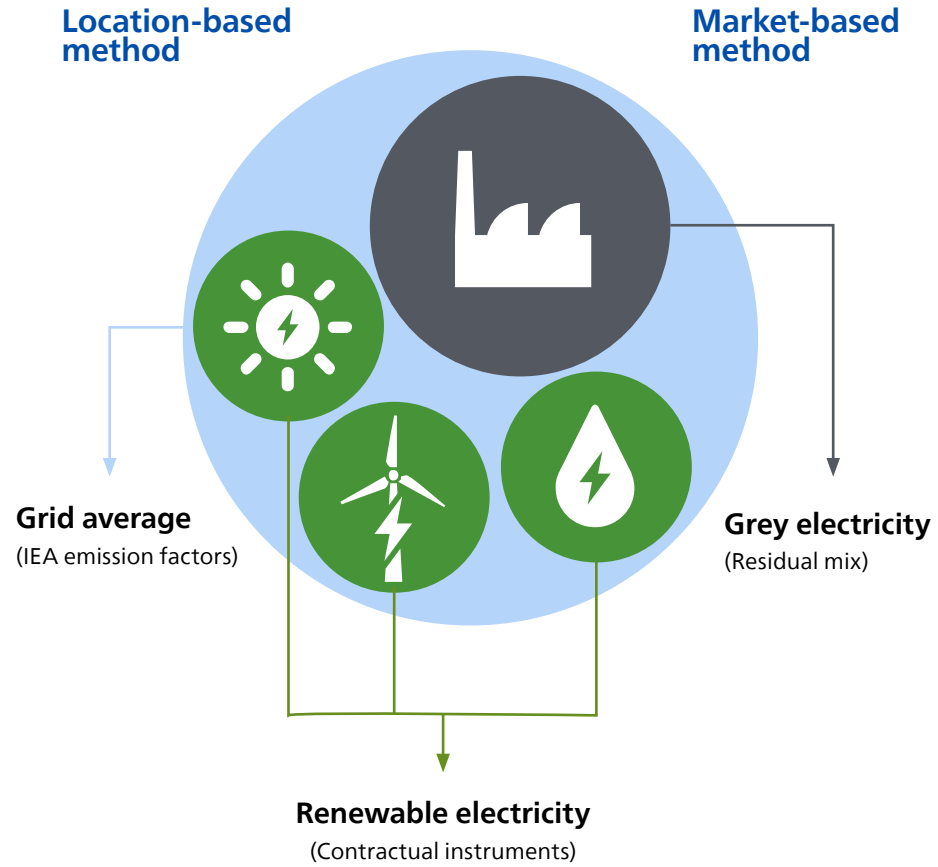 Location-based
method
Market-based
method
Grid average
(IEA emission factors)
Grey electricity
(Residual mix)
Renewable electricity
(Contractual instruments)